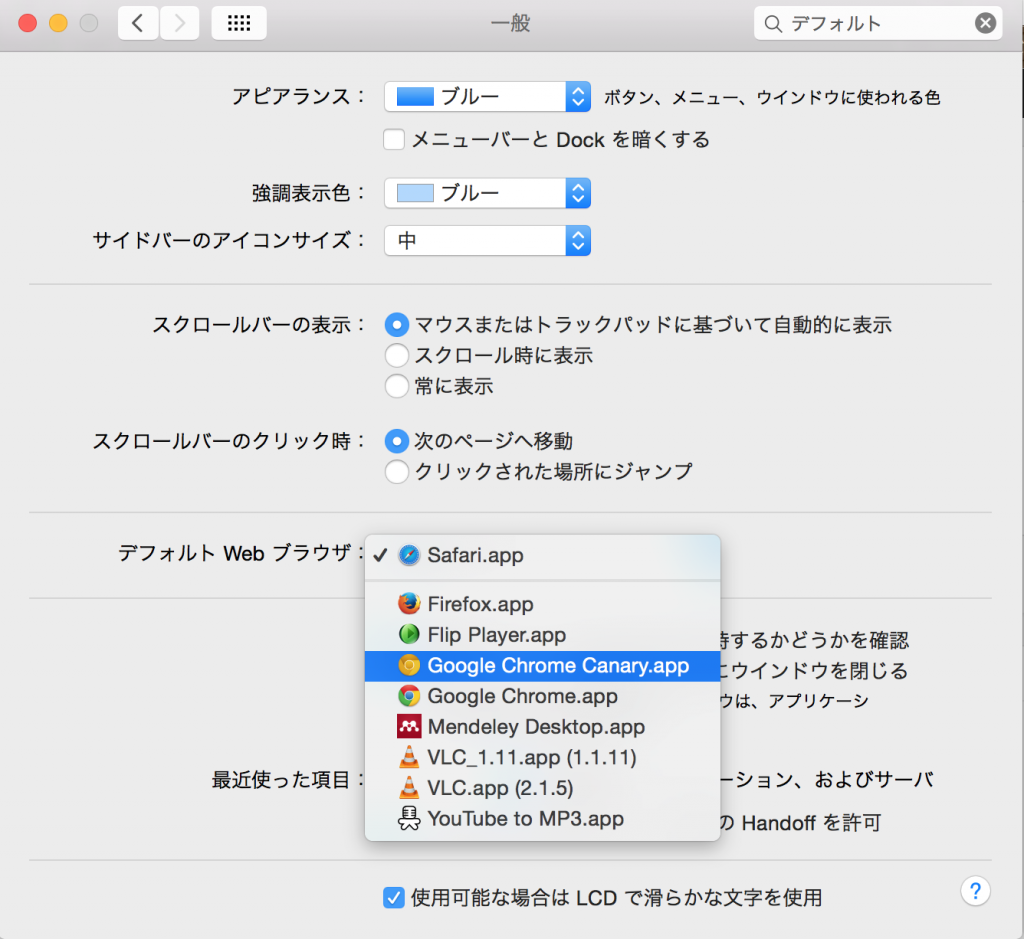 一般
デフォルト
アピアランス： ブルー ボタン、メニュー、ウインドウに使われる色
メニューバーと Dock を暗くする
強調表示色： ブルー
サイドバーのアイコンサイズ： 中
スクロールバーの表示： マウスまたはトラックパッドに基づいて自動的に表示
スクロール時に表示
常に表示
スクロールバーのクリック時： 次のページへ移動
クリックされた場所にジャンプ
デフォルト Web ブラウザ： ✓ Safari.app
Firefox.app
Flip Player.app
するかどうかを確認
Google Chrome Canary.app
にウインドウを閉じる
Google Chrome.app
は、アプリケーシ
Mendeley Desktop.app
VLC_1.11.app (1.1.11)
最近使った項目： ーション、およびサーバ
VLC.app (2.1.5)
YouTube to MP3.app
の Handoff を許可
使用可能な場合は LCD で滑らかな文字を使用
?